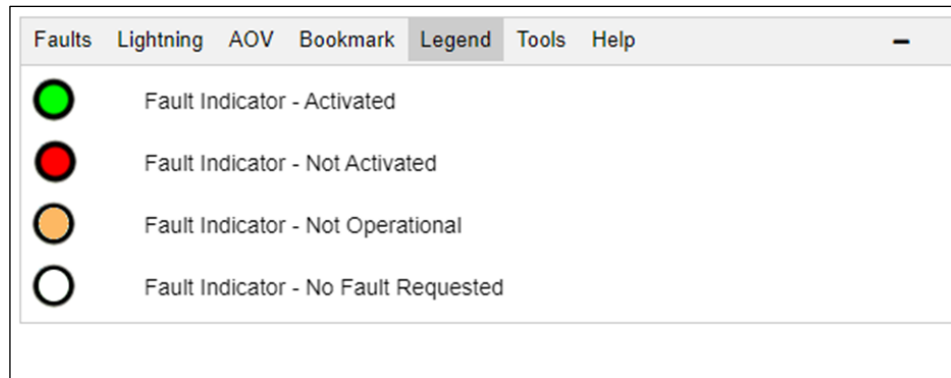 Faults Lightning AOV Bookmark Legend Tools Help
Fault Indicator - Activated
Fault Indicator - Not Activated
Fault Indicator - Not Operational
Fault Indicator - No Fault Requested